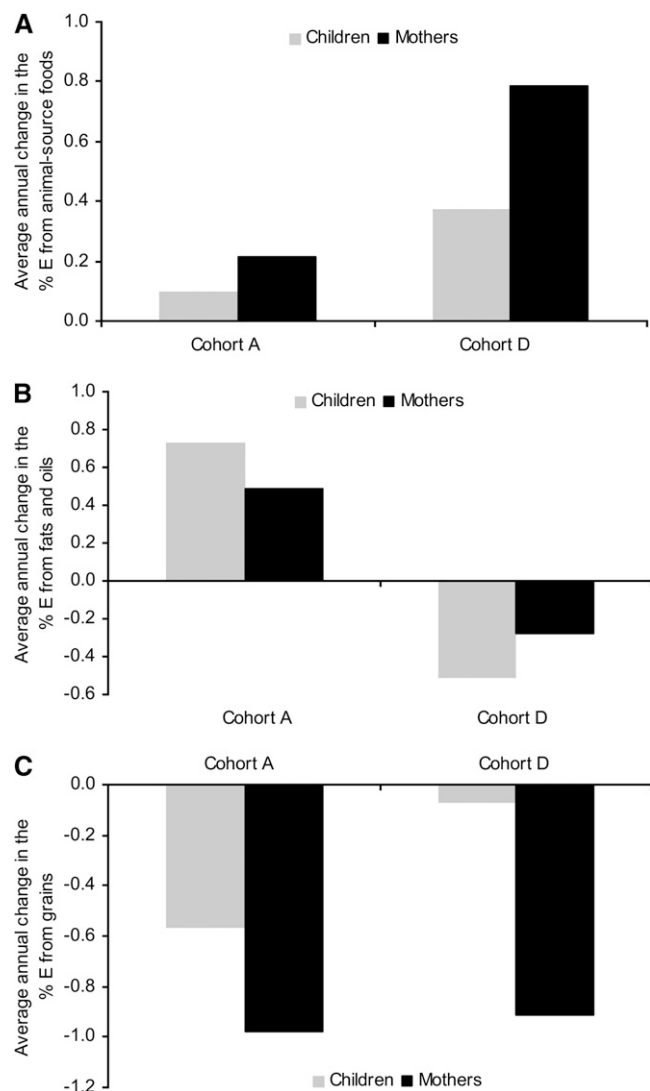 A
Average annual change in the
% E from animal-source foods
1.0
0.8
0.6
0.4
0.2
0.0
Children Mothers
Cohort A Cohort D
B
Average annual change in the
% E from fats and oils
1.0
0.8
0.6
0.4
0.2
0.0
-0.2
-0.4
-0.6
Children Mothers
Cohort A Cohort D
C
Average annual change in the
% E from grains
Cohort A Cohort D
0.0
-0.2
-0.4
-0.6
-0.8
-1.0
-1.2
Children Mothers